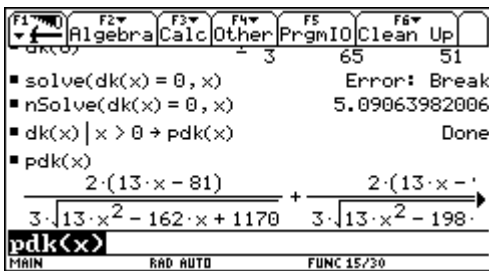 F1 F2 F3 F4 F5 F6
Algebra Calc Other PrgmIO Clean Up
dk(0) 3 65 51
solve(dk(x) = 0, x) Error: Break
nSolve(dk(x) = 0, x) 5.09063982006
dk(x) | x > 0 → pdk(x) Done
pdk(x)
2·(13·x - 81) / 3·√13·x² - 162·x + 1170 + 2·(13·x - / 3·√13·x² - 198·
pdk(x)
MAIN RAD AUTO FUNC 15/30